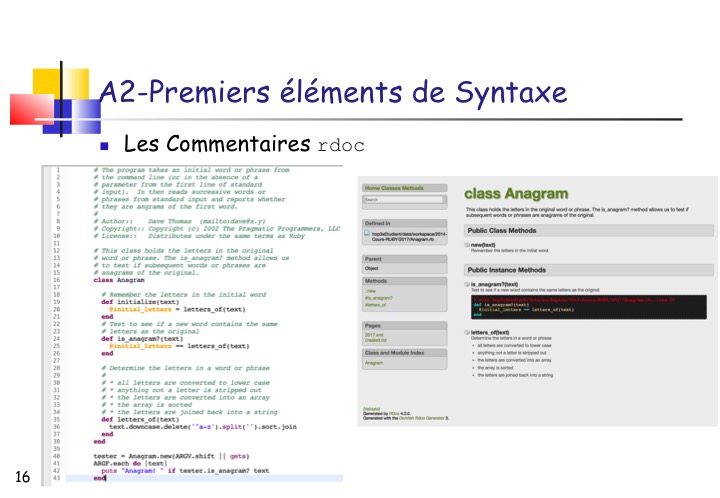 A2-Premiers éléments de Syntaxe
Les Commentaires rdoc
1 # The program takes an initial word or phrase from
2 # the command line (or in the absence of a
3 # parameter from the first line of standard
4 # input). In then reads successive words or
5 # phrases from standard input and reports whether
6 # they are angrams of the first word.
7 #
8 # Author:: Dave Thomas (mailto:dave@x.y)
9 # Copyright:: Copyright (c) 2002 The Pragmatic Programmers, LLC
10 # License:: Distributes under the same terms as Ruby
11
12 # This class holds the letters in the original
13 # word or phrase. The is_anagram? method allows us
14 # to test if subsequent words or phrases are
15 # anagrams of the original.
16 class Anagram
17
18 # Remember the letters in the initial word
19 def initialize(text)
20 @initial_letters = letters_of(text)
21 end
22 # Test to see if a new word contains the same
23 # letters as the original
24 def is_anagram?(text)
25 @initial_letters == letters_of(text)
26 end
27
28 # Determine the letters in a word or phrase
29 #
30 # * all letters are converted to lower case
31 # * anything not a letter is stripped out
32 # * the letters are converted into an array
33 # * the array is sorted
34 # * the letters are joined back into a string
35 def letters_of(text)
36 text.downcase.delete('^a-z').split('').sort.join
37 end
38 end
39
40 tester = Anagram.new(ARGV.shift || gets)
41 ARGF.each do |text|
42 puts "Anagram! " if tester.is_anagram? text
43 end
Home Classes Methods
Search
Defined In
Parent
Object
Methods
::new
#is_anagram?
#letters_of
Pages
2017.xml
created.rid
Class and Module Index
Anagram
[Validate]
Generated by RDoc 4.0.0.
Generated with the Darkfish Rdoc Generator 3.
class Anagram
This class holds the letters in the original word or phrase. The is_anagram? method allows us to test if
subsequent words or phrases are anagrams of the original.
Public Class Methods
new(text)
Remember the letters in the initial word
Public Instance Methods
is_anagram?(text)
Test to see if a new word contains the same letters as the original
def is_anagram?(text)
@initial_letters == letters_of(text)
end
letters_of(text)
Determine the letters in a word or phrase
all letters are converted to lower case
anything not a letter is stripped out
the letters are converted into an array
the array is sorted
the letters are joined back into a string
16